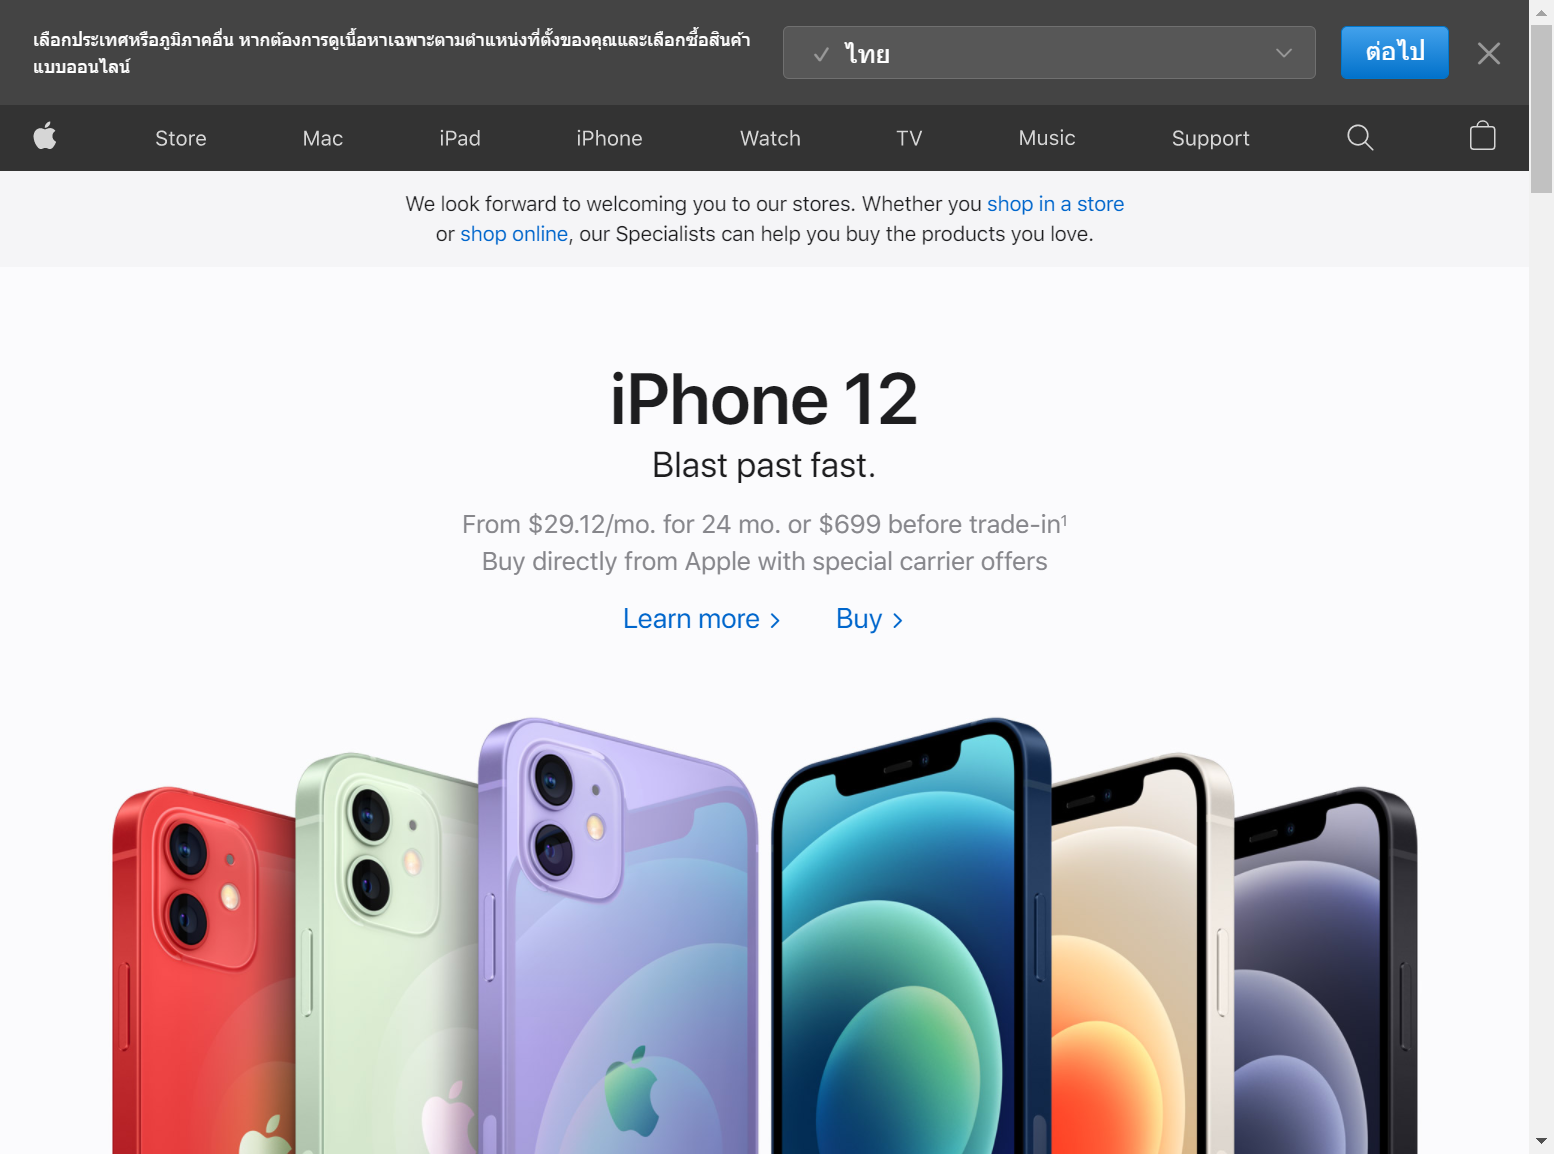 เลือกประเทศหรือภูมิภาคอื่น หากต้องการดูเนื้อหาเฉพาะตามตำแหน่งที่ตั้งของคุณและเลือกซื้อสินค้า
แบบออนไลน์
ไทย
ต่อไป
Store
Mac
iPad
iPhone
Watch
TV
Music
Support
We look forward to welcoming you to our stores. Whether you shop in a store
or shop online, our Specialists can help you buy the products you love.
iPhone 12
Blast past fast.
From $29.12/mo. for 24 mo. or $699 before trade-in¹
Buy directly from Apple with special carrier offers
Learn more >
Buy >